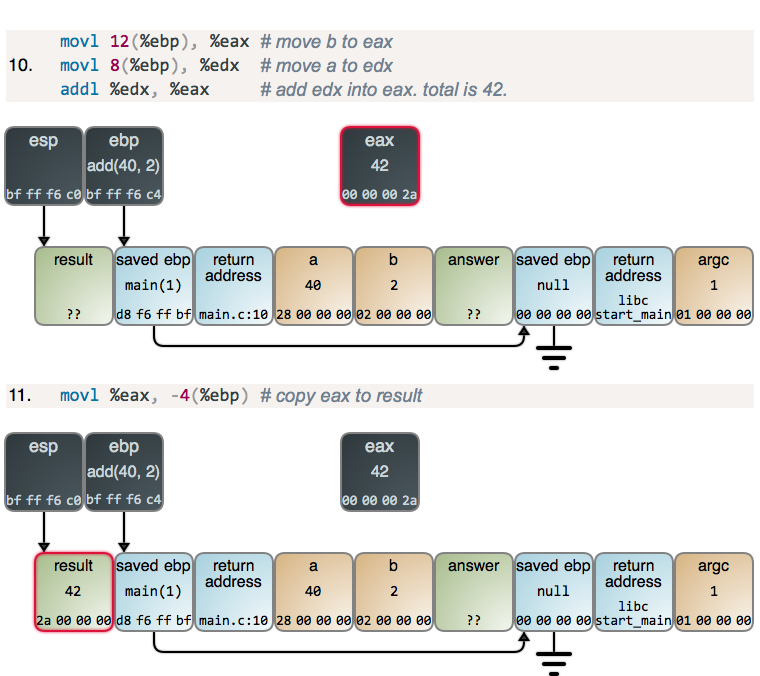 movl 12(%ebp), %eax # move b to eax
10. movl 8(%ebp), %edx # move a to edx
addl %edx, %eax # add edx into eax. total is 42.
esp ebp eax
add(40, 2) 42
bf ff f6 c0 bf ff f6 c4 00 00 00 2a
result saved ebp return address a b answer saved ebp return address argc
main(1) 40 2 null libc 1
?? d8 f6 ff bf main.c:10 28 00 00 00 02 00 00 00 ?? 00 00 00 00 start_main 01 00 00 00
11. movl %eax, -4(%ebp) # copy eax to result
esp ebp eax
add(40, 2) 42
bf ff f6 c0 bf ff f6 c4 00 00 00 2a
result saved ebp return address a b answer saved ebp return address argc
42 main(1) 40 2 null libc 1
2a 00 00 00 d8 f6 ff bf main.c:10 28 00 00 00 02 00 00 00 ?? 00 00 00 00 start_main 01 00 00 00